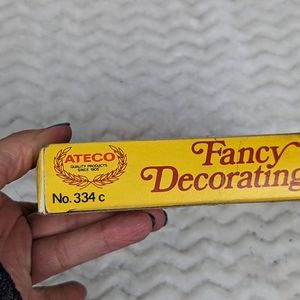 ATECO
QUALITY PRODUCTS
SINCE 1905
No. 334 c
Fancy
Decorating